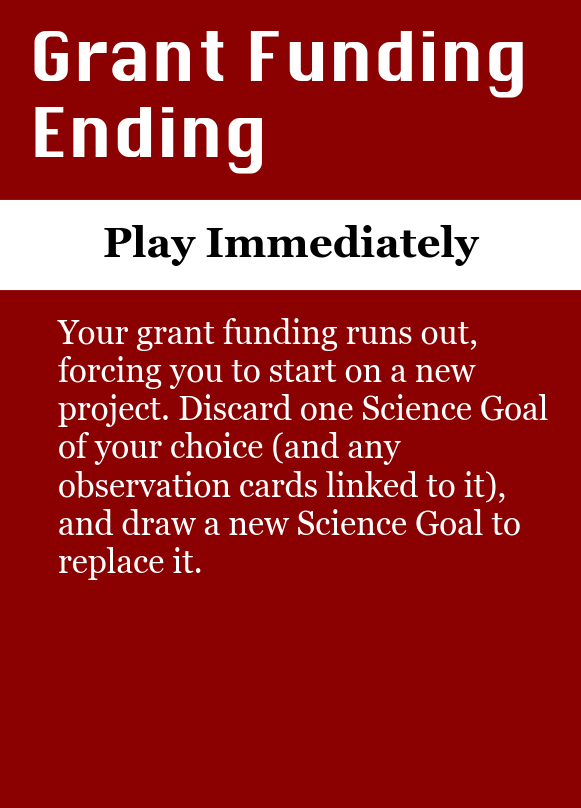 Grant Funding
Ending
Play Immediately
Your grant funding runs out,
forcing you to start on a new
project. Discard one Science Goal
of your choice (and any
observation cards linked to it),
and draw a new Science Goal to
replace it.